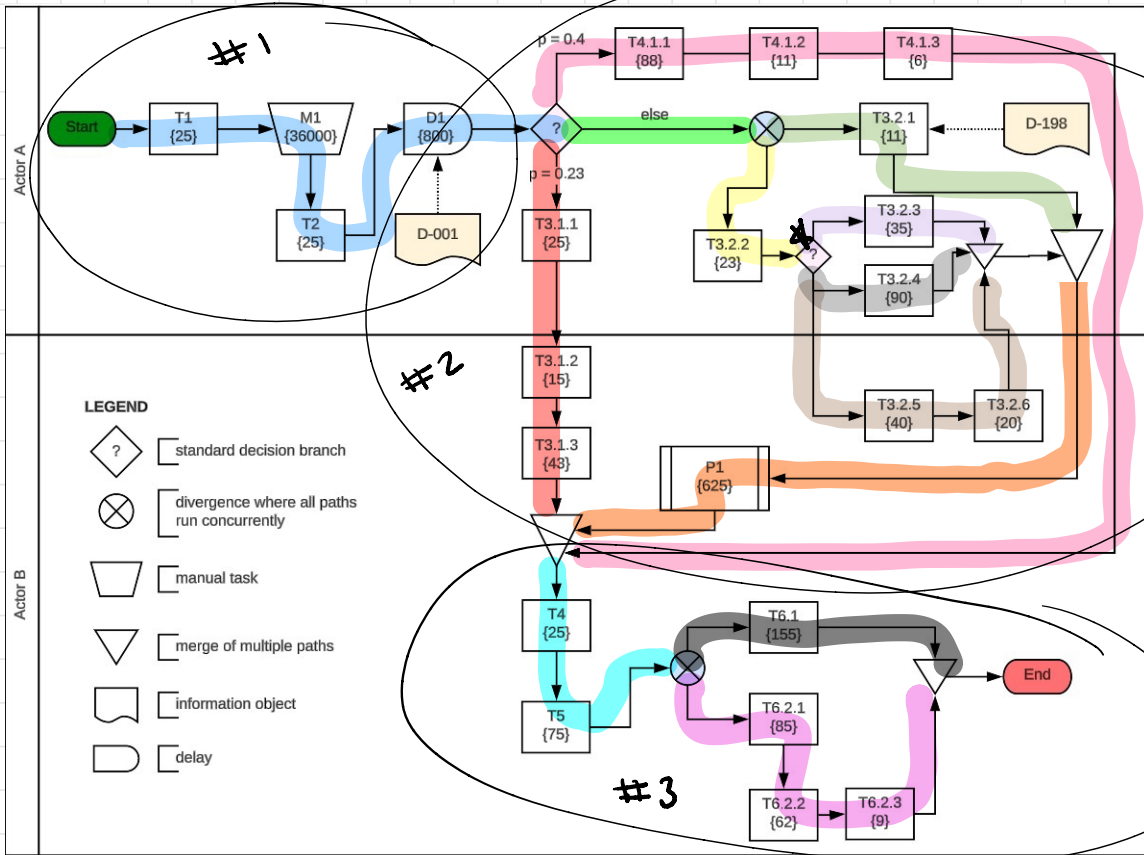 #1
p = 0.4
T4.1.1
{88}
T4.1.2
{11}
T4.1.3
{6}
Actor A
Start
T1
{25}
M1
{36000}
D1
{800}
?
else
T3.2.1
{11}
D-198
p = 0.23
T2
{25}
D-001
T3.1.1
{25}
T3.2.2
{23}
?
T3.2.3
{35}
T3.2.4
{90}
#2
T3.1.2
{15}
T3.2.5
{40}
T3.2.6
{20}
T3.1.3
{43}
P1
{625}
Actor B
LEGEND
?
standard decision branch
divergence where all paths
run concurrently
manual task
merge of multiple paths
information object
delay
T4
{25}
T5
{75}
T6.1
{155}
End
T6.2.1
{85}
T6.2.2
{62}
T6.2.3
{9}
#3